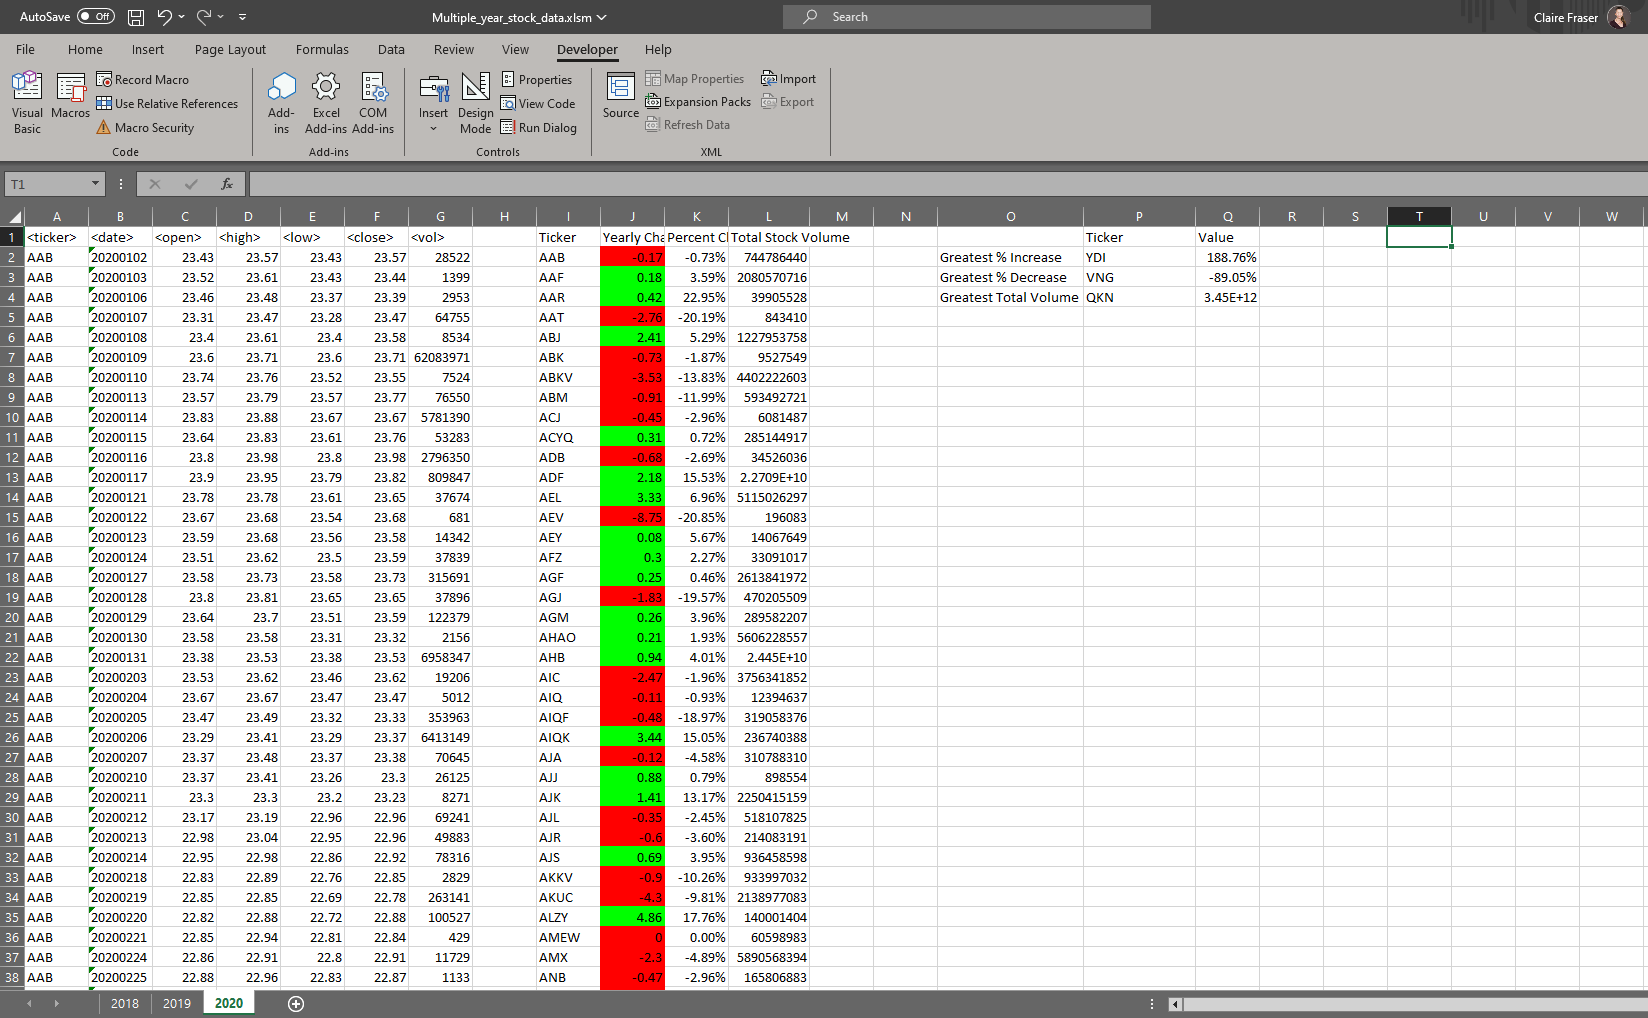 AutoSave Off Multiple_year_stock_data.xlsm Search Claire Fraser
File Home Insert Page Layout Formulas Data Review View Developer Help
Visual Basic Macros Record Macro Use Relative References Macro Security Code
Add-ins Excel Add-ins COM Add-ins Add-ins
Insert Design Mode Properties View Code Run Dialog Controls
Source Map Properties Expansion Packs Refresh Data Import Export XML
T1 fx
A B C D E F G H I J K L M N O P Q R S T U V W
1 <ticker> <date> <open> <high> <low> <close> <vol> Ticker Yearly Cha Percent Cl Total Stock Volume Ticker Value
2 AAB 20200102 23.43 23.57 23.43 23.57 28522 AAB -0.17 -0.73% 744786440 Greatest % Increase YDI 188.76%
3 AAB 20200103 23.52 23.61 23.43 23.44 1399 AAF 0.18 3.59% 2080570716 Greatest % Decrease VNG -89.05%
4 AAB 20200106 23.46 23.48 23.37 23.39 2953 AAR 0.42 22.95% 39905528 Greatest Total Volume QKN 3.45E+12
5 AAB 20200107 23.31 23.47 23.28 23.47 64755 AAT -2.76 -20.19% 843410
6 AAB 20200108 23.4 23.61 23.4 23.58 8534 ABJ 2.41 5.29% 1227953758
7 AAB 20200109 23.6 23.71 23.6 23.71 62083971 ABK -0.73 -1.87% 9527549
8 AAB 20200110 23.74 23.76 23.52 23.55 7524 ABKV -3.53 -13.83% 4402222603
9 AAB 20200113 23.57 23.79 23.57 23.77 76550 ABM -0.91 -11.99% 593492721
10 AAB 20200114 23.83 23.88 23.67 23.67 5781390 ACJ -0.45 -2.96% 6081487
11 AAB 20200115 23.64 23.83 23.61 23.76 53283 ACYQ 0.31 0.72% 285144917
12 AAB 20200116 23.8 23.98 23.8 23.98 2796350 ADB -0.68 -2.69% 34526036
13 AAB 20200117 23.9 23.95 23.79 23.82 809847 ADF 2.18 15.53% 2.2709E+10
14 AAB 20200121 23.78 23.78 23.61 23.65 37674 AEL 3.33 6.96% 5115026297
15 AAB 20200122 23.67 23.68 23.54 23.68 681 AEV -8.75 -20.85% 196083
16 AAB 20200123 23.59 23.68 23.56 23.58 14342 AEY 0.08 5.67% 14067649
17 AAB 20200124 23.51 23.62 23.5 23.59 37839 AFZ 0.3 2.27% 33091017
18 AAB 20200127 23.58 23.73 23.58 23.73 315691 AGF 0.25 0.46% 2613841972
19 AAB 20200128 23.8 23.81 23.65 23.65 37896 AGJ -1.83 -19.57% 470205509
20 AAB 20200129 23.64 23.7 23.51 23.59 122379 AGM 0.26 3.96% 289582207
21 AAB 20200130 23.58 23.58 23.31 23.32 2156 AHAO 0.21 1.93% 5606228557
22 AAB 20200131 23.38 23.53 23.38 23.53 6958347 AHB 0.94 4.01% 2.445E+10
23 AAB 20200203 23.53 23.62 23.46 23.62 19206 AIC -2.47 -1.96% 3756341852
24 AAB 20200204 23.67 23.67 23.47 23.47 5012 AIQ -0.11 -0.93% 12394637
25 AAB 20200205 23.47 23.49 23.32 23.33 353963 AIQF -0.48 -18.97% 319058376
26 AAB 20200206 23.29 23.41 23.29 23.37 6413149 AIQK 3.44 15.05% 236740388
27 AAB 20200207 23.37 23.48 23.37 23.38 70645 AJA -0.12 -4.58% 310788310
28 AAB 20200210 23.37 23.41 23.26 23.3 26125 AJJ 0.88 0.79% 898554
29 AAB 20200211 23.3 23.3 23.2 23.23 8271 AJK 1.41 13.17% 2250415159
30 AAB 20200212 23.17 23.19 22.96 22.96 69241 AJL -0.35 -2.45% 518107825
31 AAB 20200213 22.98 23.04 22.95 22.96 49883 AJR -0.6 -3.60% 214083191
32 AAB 20200214 22.95 22.98 22.86 22.92 78316 AJS 0.69 3.95% 936458598
33 AAB 20200218 22.83 22.89 22.76 22.85 2829 AKKV -0.9 -10.26% 933997032
34 AAB 20200219 22.85 22.85 22.69 22.78 263141 AKUC -4.3 -9.81% 2138977083
35 AAB 20200220 22.82 22.88 22.72 22.88 100527 ALZY 4.86 17.76% 140001404
36 AAB 20200221 22.85 22.94 22.81 22.84 429 AMEW 0 0.00% 60598983
37 AAB 20200224 22.86 22.91 22.8 22.91 11729 AMX -2.3 -4.89% 5890568394
38 AAB 20200225 22.88 22.96 22.83 22.87 1133 ANB -0.47 -2.96% 165806883
2018 2019 2020